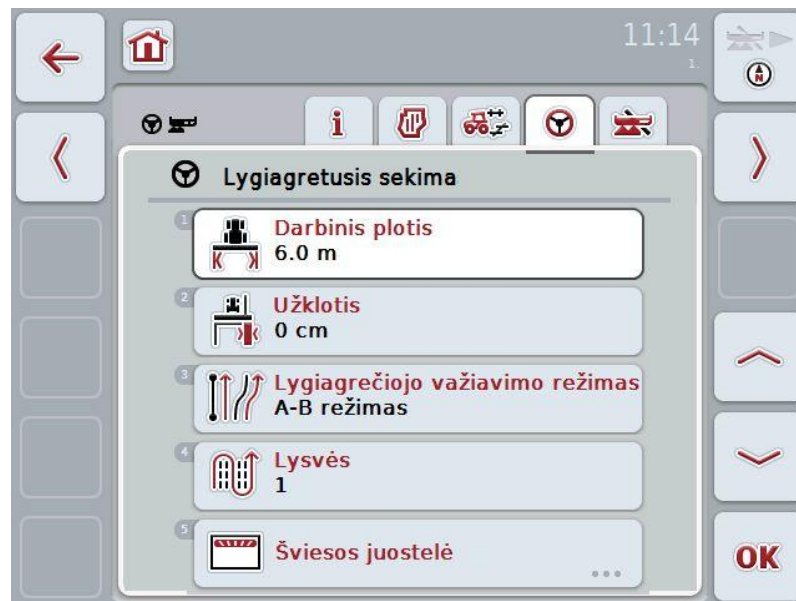 11:14
1.
N
i
Lygiagretusis sekima
1
Darbinis plotis
6.0 m
2
Užklotis
0 cm
3
Lygiagrečiojo važiavimo režimas
A-B režimas
4
Lysvės
1
5
Šviesos juostelė
...
OK